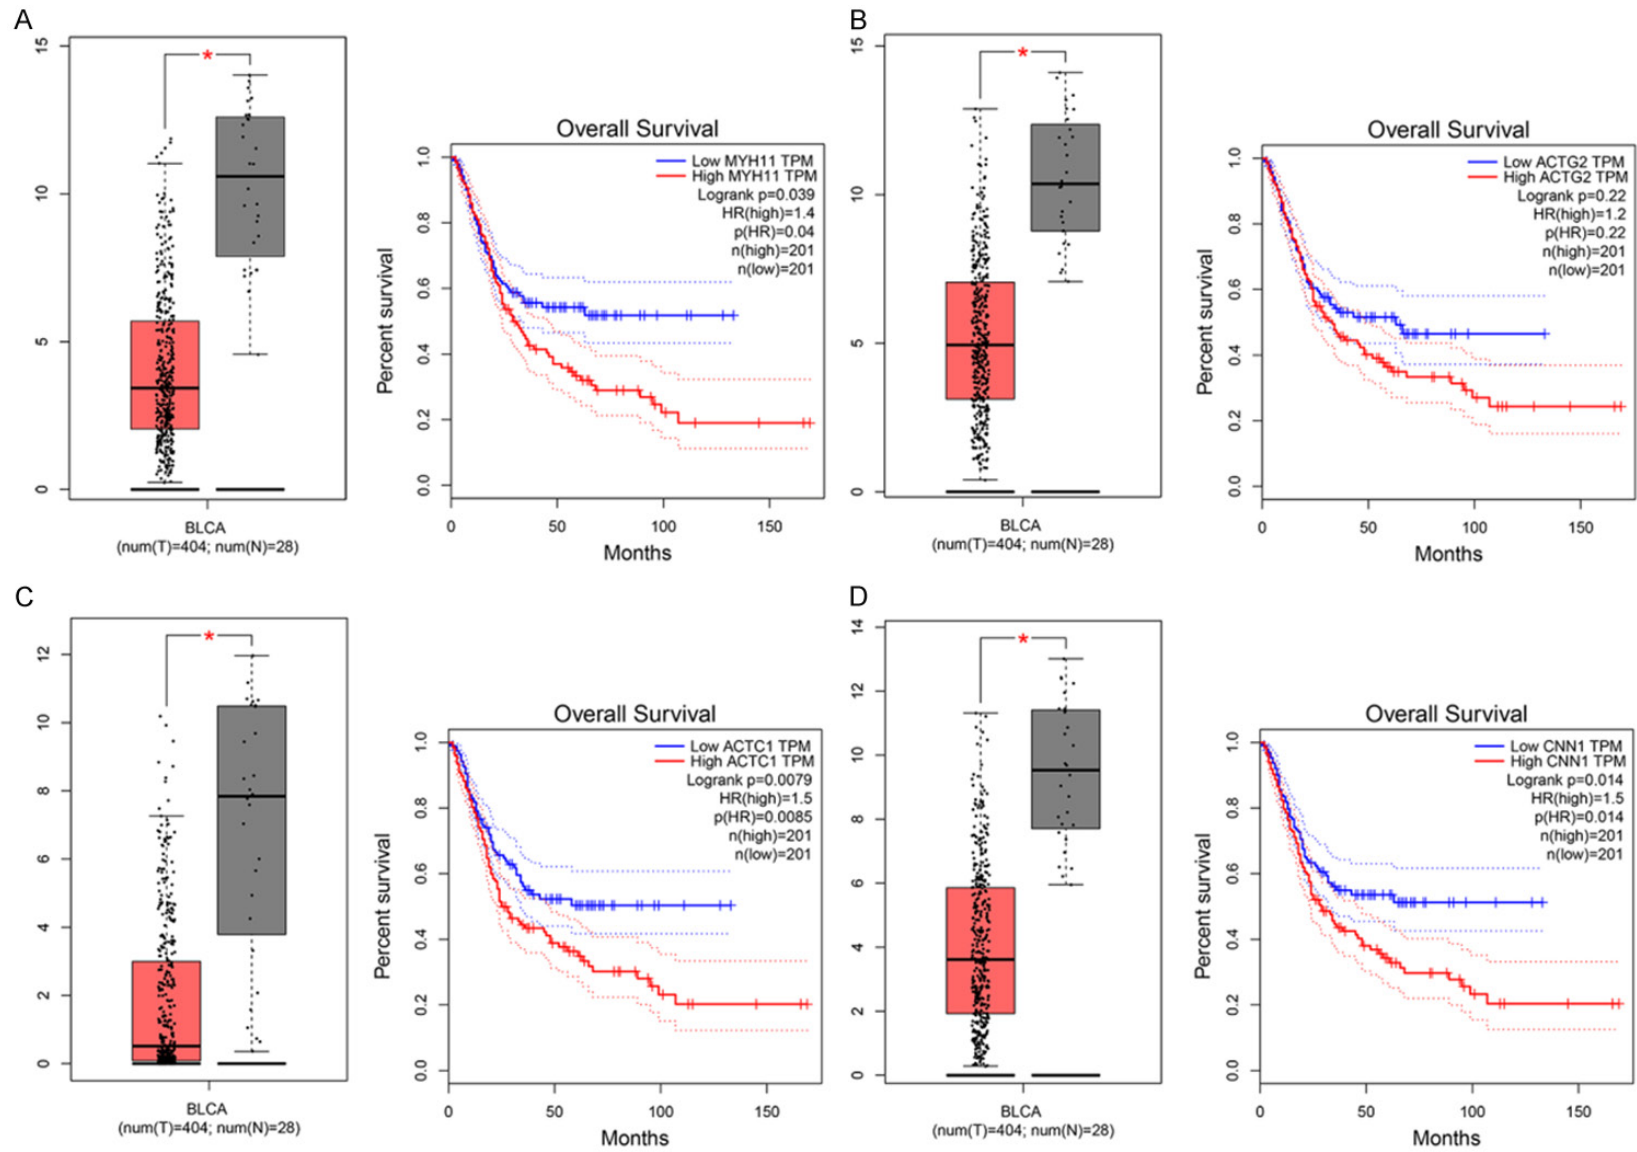 A
15
10
5
0
*
BLCA
(num(T)=404; num(N)=28)
Overall Survival
Low MYH11 TPM
High MYH11 TPM
Logrank p=0.039
HR(high)=1.4
p(HR)=0.04
n(high)=201
n(low)=201
Percent survival
1.0
0.8
0.6
0.4
0.2
0.0
0 50 100 150
Months
B
15
10
5
0
*
BLCA
(num(T)=404; num(N)=28)
Overall Survival
Low ACTG2 TPM
High ACTG2 TPM
Logrank p=0.22
HR(high)=1.2
p(HR)=0.22
n(high)=201
n(low)=201
Percent survival
1.0
0.8
0.6
0.4
0.2
0.0
0 50 100 150
Months
C
12
10
8
6
4
2
0
*
BLCA
(num(T)=404; num(N)=28)
Overall Survival
Low ACTC1 TPM
High ACTC1 TPM
Logrank p=0.0079
HR(high)=1.5
p(HR)=0.0085
n(high)=201
n(low)=201
Percent survival
1.0
0.8
0.6
0.4
0.2
0.0
0 50 100 150
Months
D
14
12
10
8
6
4
2
0
*
BLCA
(num(T)=404; num(N)=28)
Overall Survival
Low CNN1 TPM
High CNN1 TPM
Logrank p=0.014
HR(high)=1.5
p(HR)=0.014
n(high)=201
n(low)=201
Percent survival
1.0
0.8
0.6
0.4
0.2
0.0
0 50 100 150
Months